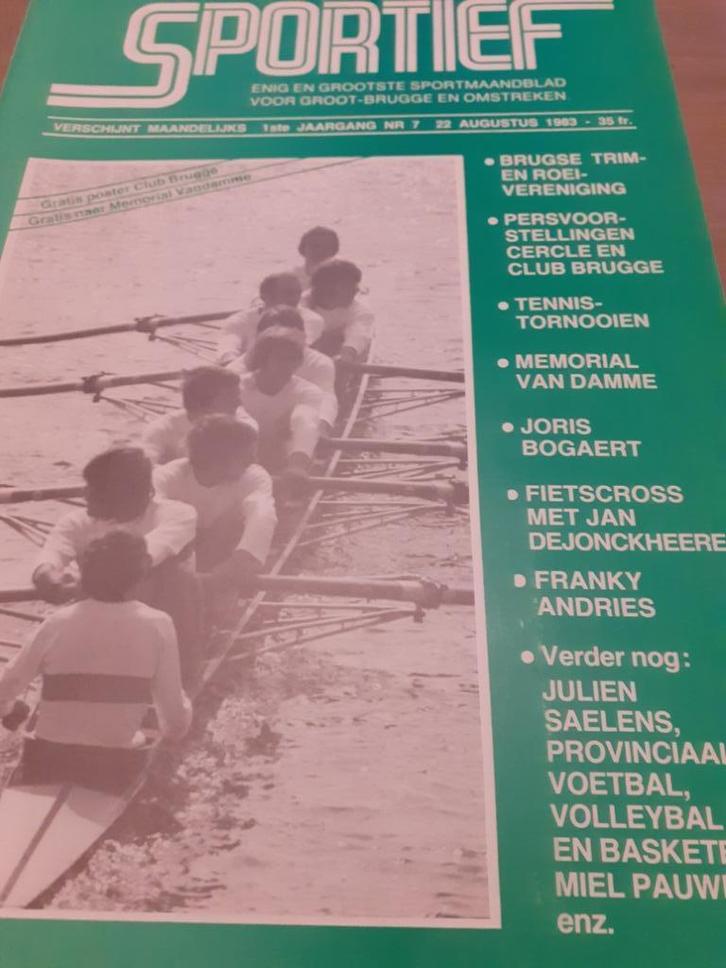 SPORTIEF
ENIG EN GROOTSTE SPORTMAANDBLAD
VOOR GROOT-BRUGGE EN OMSTREKEN
VERSCHIJNT MAANDELIJKS 1ste JAARGANG NR 7 22 AUGUSTUS 1983 - 35 fr.
Gratis poster Club Brugge
Gratis naar Memorial Vandamme
• BRUGSE TRIM-
EN ROEI-
VERENIGING
• PERSVOOR-
STELLINGEN
CERCLE EN
CLUB BRUGGE
• TENNIS-
TORNOOIEN
• MEMORIAL
VAN DAMME
• JORIS
BOGAERT
• FIETSCROSS
MET JAN
DEJONCKHEERE
• FRANKY
ANDRIES
• Verder nog:
JULIEN
SAELENS,
PROVINCIAAL
VOETBAL,
VOLLEYBAL
EN BASKETB
MIEL PAUW
enz.